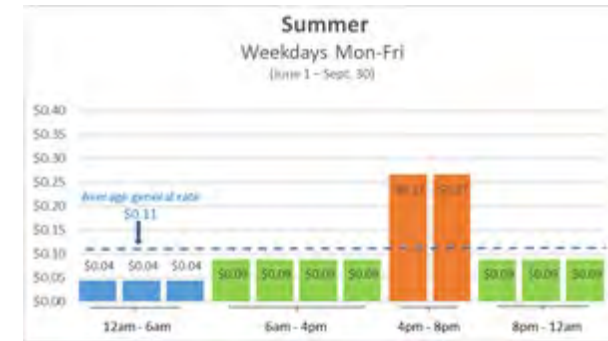 Summer
Weekdays Mon-Fri
(June 1 – Sept. 30)
$0.40
$0.35
$0.30
$0.25
$0.20
$0.15
$0.10
$0.05
$0.00
Average general rate
$0.11
$0.04 $0.04 $0.04
$0.09 $0.09 $0.09 $0.09
$0.27 $0.27
$0.09 $0.09 $0.09
12am - 6am
6am - 4pm
4pm - 8pm
8pm - 12am